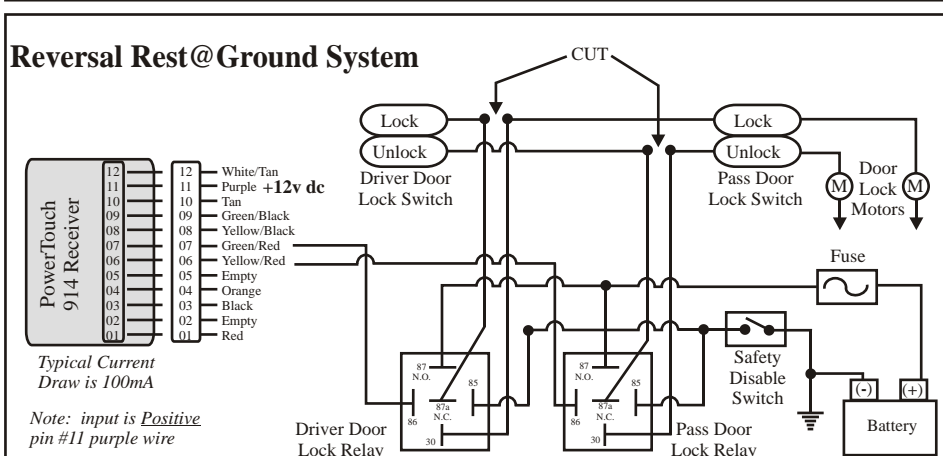 Reversal Rest@Ground System
CUT
Lock
Unlock
Driver Door
Lock Switch
Lock
Unlock
Pass Door
Lock Switch
M
Door
Lock
Motors
M
PowerTouch
914 Receiver
12
11
10
09
08
07
06
05
04
03
02
01
12 White/Tan
11 Purple +12v dc
10 Tan
09 Green/Black
08 Yellow/Black
07 Green/Red
06 Yellow/Red
05 Empty
04 Orange
03 Black
02 Empty
01 Red
Typical Current
Draw is 100mA
Note: input is Positive
pin #11 purple wire
Fuse
Safety
Disable
Switch
(-)
(+)
Battery
87
N.O.
85
87a
N.C.
86
30
Driver Door
Lock Relay
87
N.O.
85
87a
N.C.
86
30
Pass Door
Lock Relay